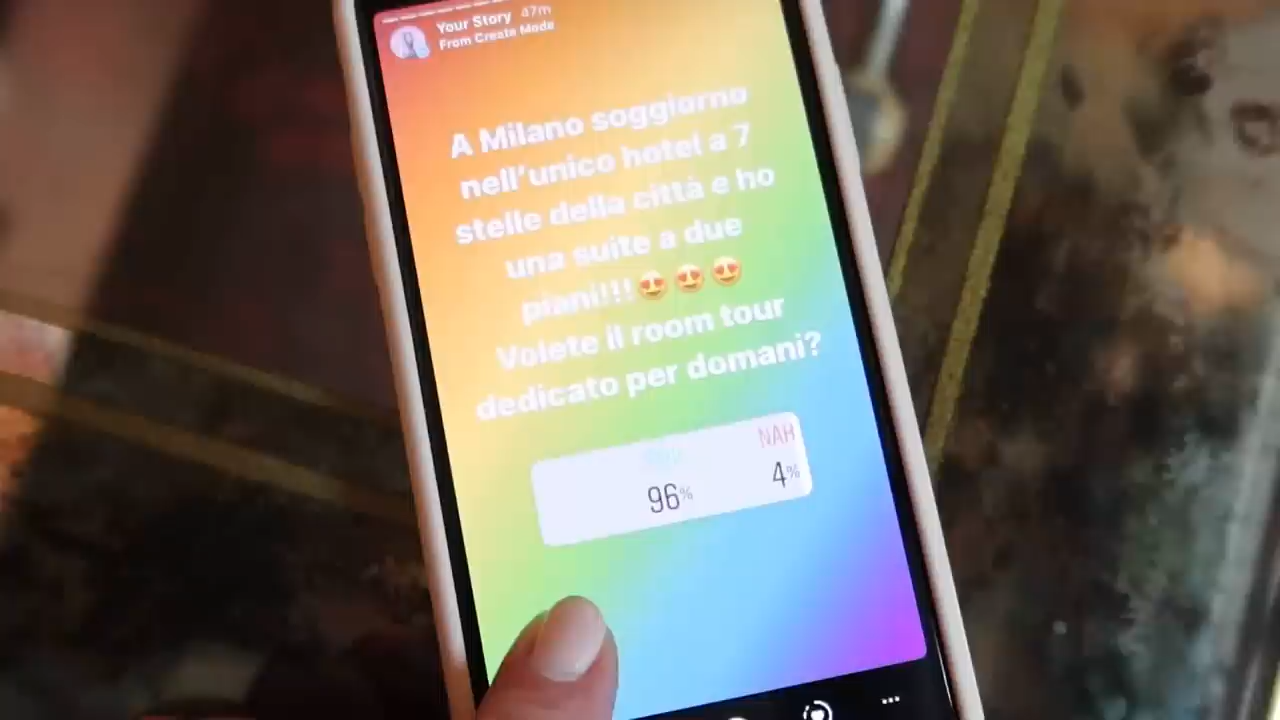 Your Story 47m
From Create Mode
A Milano soggiorno
nell'unico hotel a 7
stelle della città e ho
una suite a due
piani!!!😍😍😍
Volete il room tour
dedicato per domani?
NAH
96% 4%